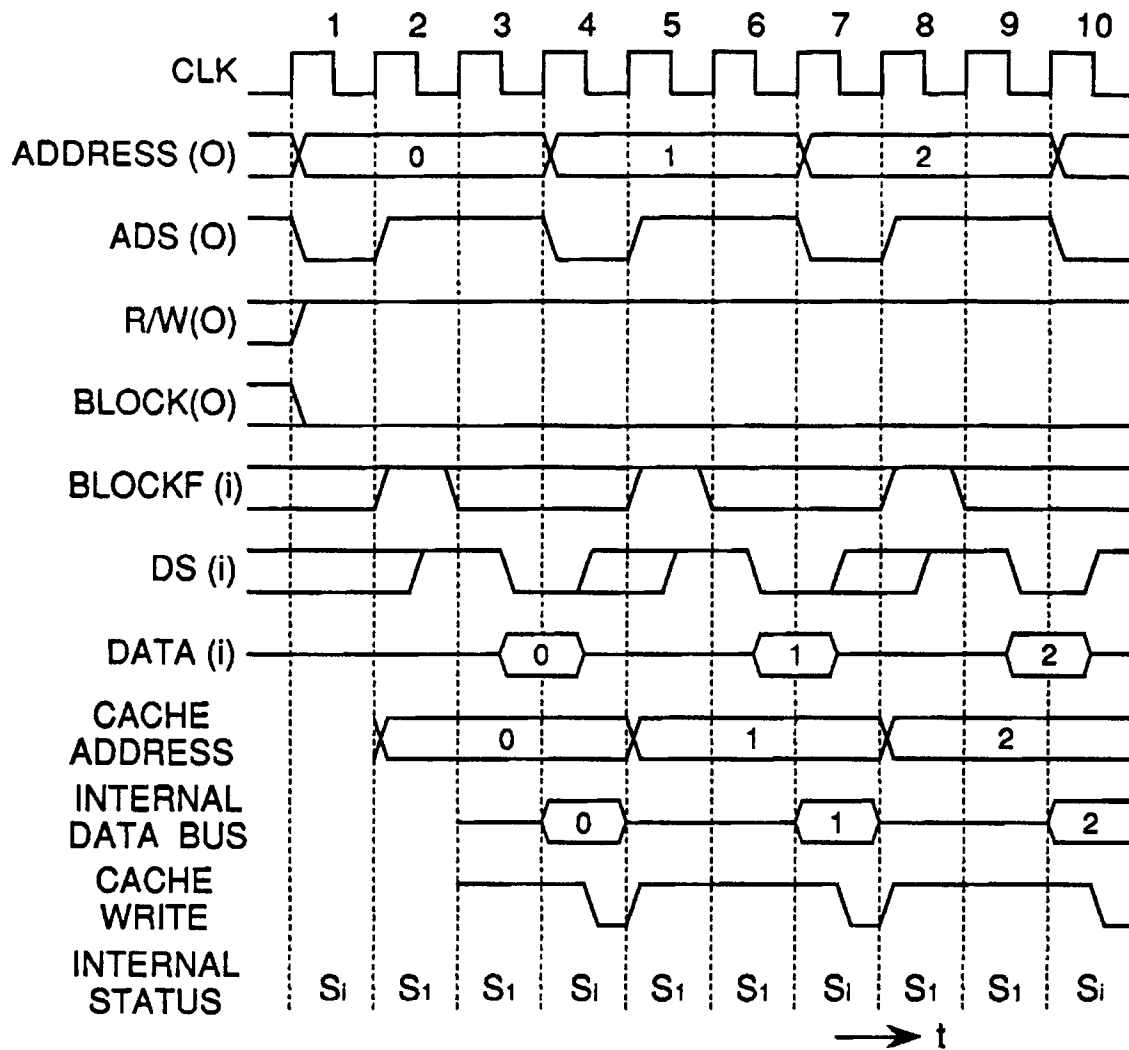 1 2 3 4 5 6 7 8 9 10
CLK
ADDRESS (O) 0 1 2
ADS (O)
R/W(O)
BLOCK(O)
BLOCKF (i)
DS (i)
DATA (i) 0 1 2
CACHE
ADDRESS 0 1 2
INTERNAL
DATA BUS 0 1 2
CACHE
WRITE
INTERNAL
STATUS Si S1 S1 Si S1 S1 Si S1 S1 Si
t